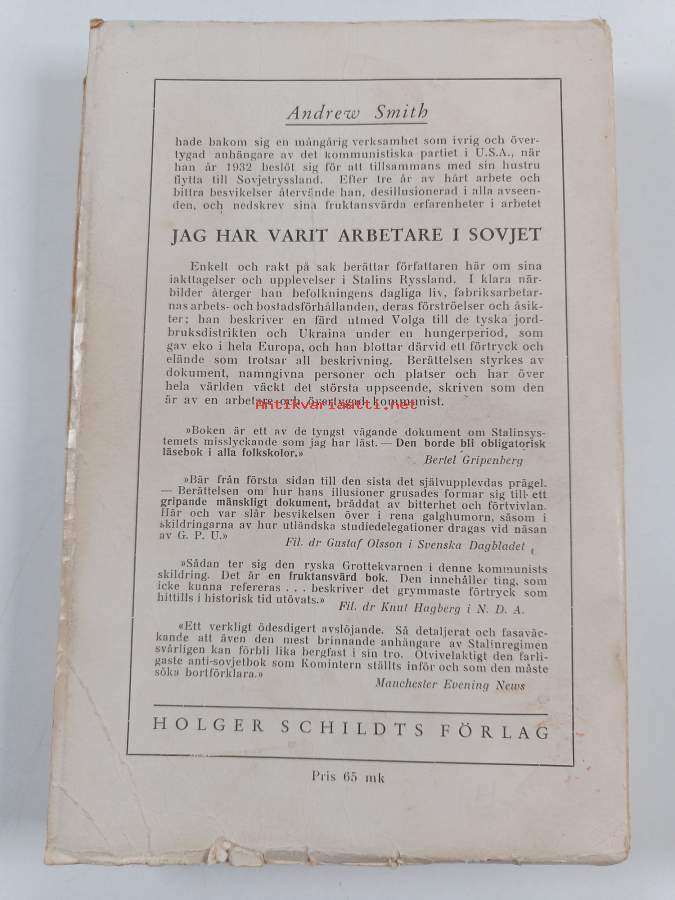 Andrew Smith
hade bakom sig en mångårig verksamhet som ivrig och över-
tygad anhängare av det kommunistiska partiet i U.S.A., när
han år 1932 beslöt sig för att tillsammans med sin hustru
flytta till Sovjetryssland. Efter tre år av hårt arbete och
bittra besvikelser återvände han, desillusionerad i alla avseen-
den, och nedskrev sina fruktansvärda erfarenheter i arbetet
JAG HAR VARIT ARBETARE I SOVJET
Enkelt och rakt på sak berättar författaren här om sina
iakttagelser och upplevelser i Stalins Ryssland. I klara när-
bilder återger han befolkningens dagliga liv, fabriksarbetar-
nas arbets- och bostadsförhållanden, deras förströelser och åsik-
ter; han beskriver en färd utmed Volga till de tyska jord-
bruksdistrikten och Ukraina under en hungerperiod, som
gav eko i hela Europa, och han blottar därvid ett förtryck och
elände som trotsar all beskrivning. Berättelsen styrkes av
dokument, namngivna personer och platser och har över
hela världen väckt det största uppseende, skriven som den
är av en arbetare och övertygad kommunist.
Antikvariaatti.net
»Boken är ett av de tyngst vägande dokument om Stalinsys-
temets misslyckande som jag har läst. — Den borde bli obligatorisk
läsebok i alla folkskolor.»
Bertel Gripenberg
»Bär från första sidan till den sista det självupplevdas prägel.
— Berättelsen om hur hans illusioner grusades formar sig till ett
gripande mänskligt dokument, bräddat av bitterhet och förtvivlan.
Här och var slår besvikelsen över i rena galghumorn, såsom i
skildringarna av hur utländska studiedelegationer dragas vid näsan
av G. P. U.»
Fil. dr Gustaf Olsson i Svenska Dagbladet
»Sådan ter sig den ryska Grottekvarnen i denne kommunists
skildring. Det är en fruktansvärd bok. Den innehåller ting, som
icke kunna refereras . . . beskriver det grymmaste förtryck som
hittills i historisk tid utövats.»
Fil. dr Knut Hagberg i N. D. A.
«Ett verkligt ödesdigert avslöjande. Så detaljerat och fasaväc-
kande att även den mest brinnande anhängare av Stalinregimen
svårligen kan förbli lika bergfast i sin tro. Otvivelaktigt den farli-
gaste anti-sovjetbok som Komintern ställts inför och som den måste
söka bortförklara.»
Manchester Evening News
HOLGER SCHILDTS FÖRLAG
Pris 65 mk